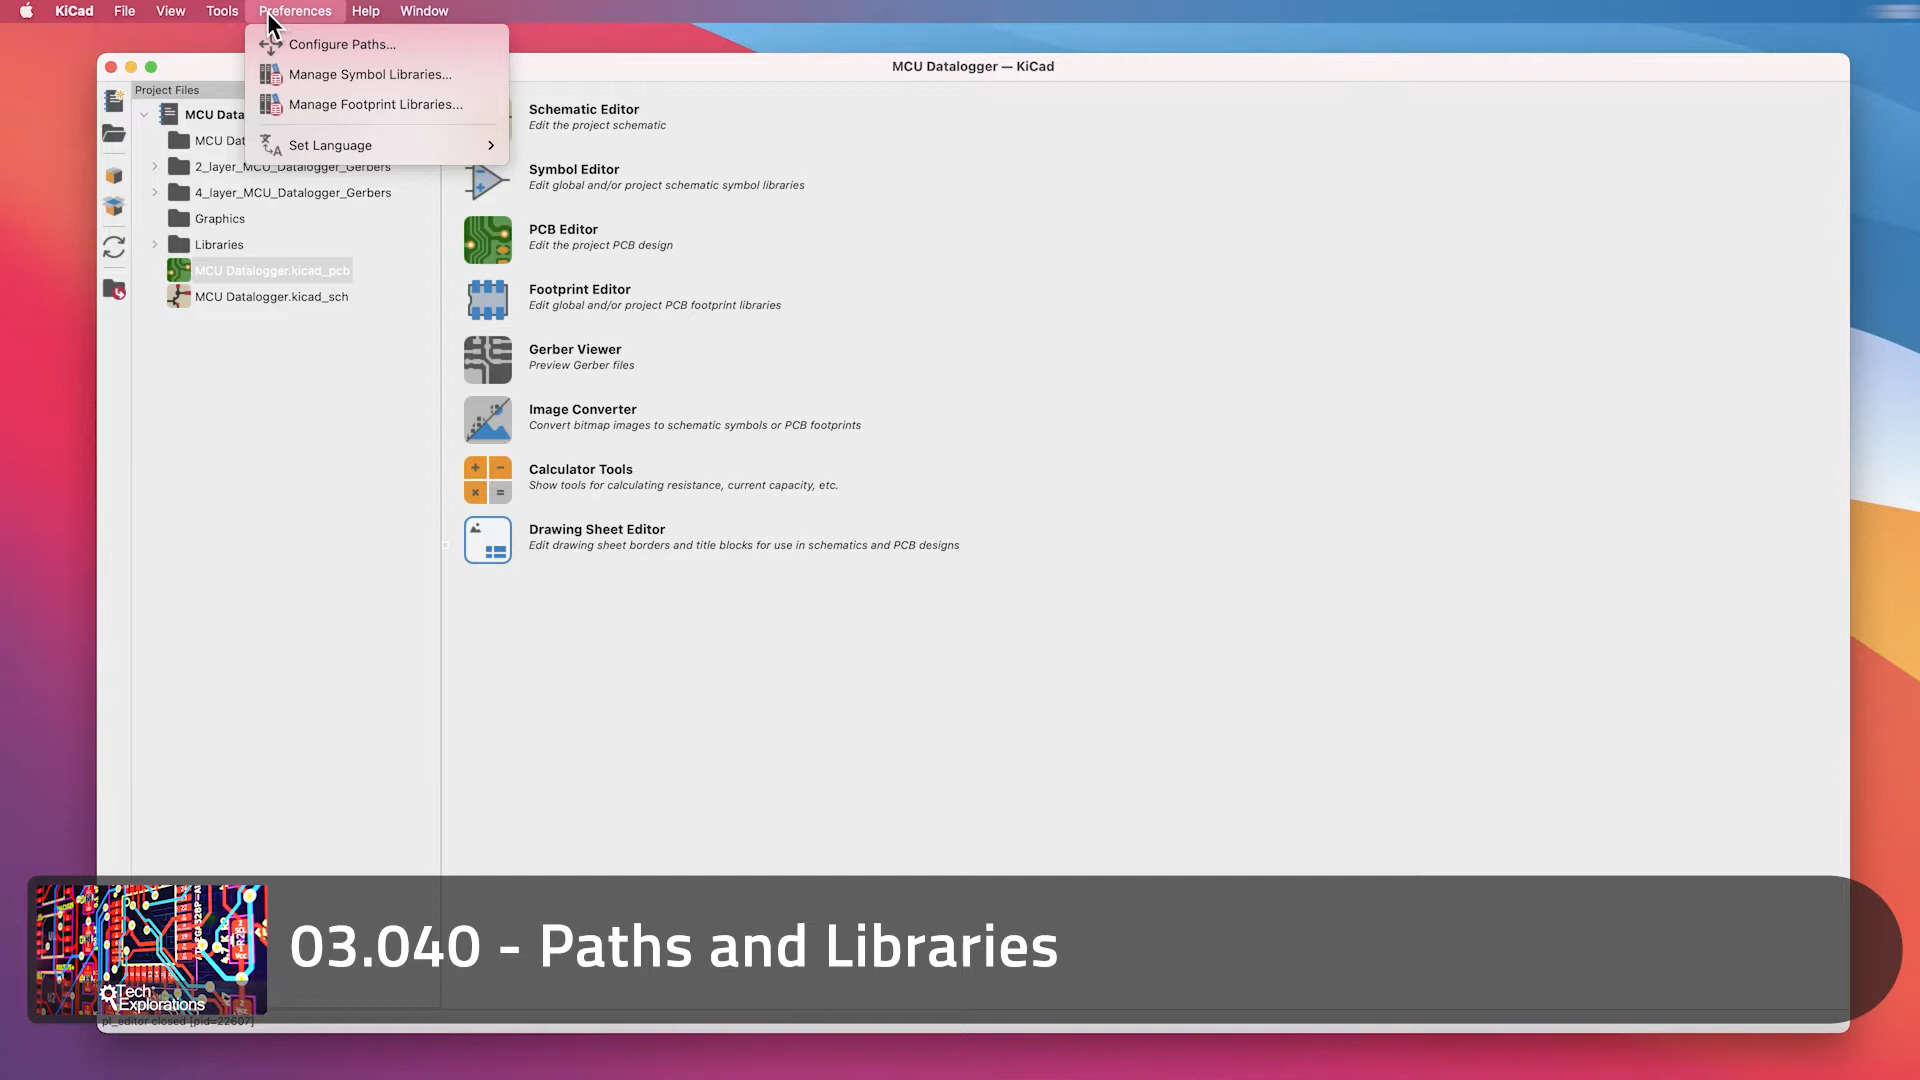 KiCad File View Tools Preferences Help Window
Configure Paths...
Manage Symbol Libraries...
Manage Footprint Libraries...
Set Language
MCU Datalogger — KiCad
Project Files
MCU Data
MCU Dat
2_layer_MCU_Datalogger_Gerbers
4_layer_MCU_Datalogger_Gerbers
Graphics
Libraries
MCU Datalogger.kicad_pcb
MCU Datalogger.kicad_sch
Schematic Editor
Edit the project schematic
Symbol Editor
Edit global and/or project schematic symbol libraries
PCB Editor
Edit the project PCB design
Footprint Editor
Edit global and/or project PCB footprint libraries
Gerber Viewer
Preview Gerber files
Image Converter
Convert bitmap images to schematic symbols or PCB footprints
Calculator Tools
Show tools for calculating resistance, current capacity, etc.
Drawing Sheet Editor
Edit drawing sheet borders and title blocks for use in schematics and PCB designs
03.040 - Paths and Libraries
Tech
Explorations
pl_editor closed [pid=22607]